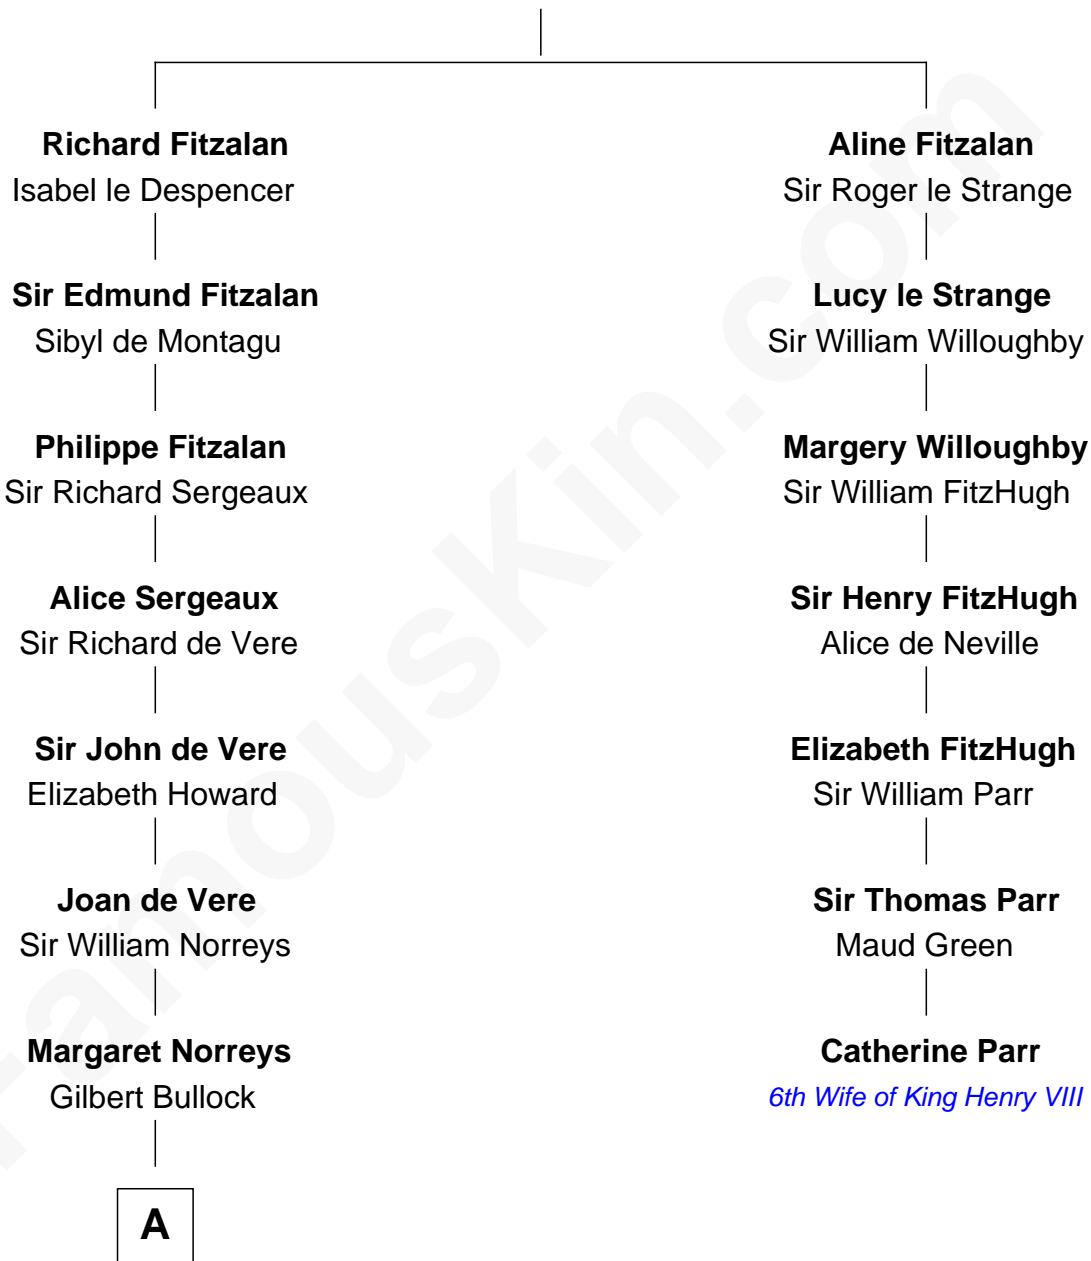 Richard Fitzalan
Isabel le Despencer
Sir Edmund Fitzalan
Sibyl de Montagu
Philippe Fitzalan
Sir Richard Sergeaux
Alice Sergeaux
Sir Richard de Vere
Sir John de Vere
Elizabeth Howard
Joan de Vere
Sir William Norreys
Margaret Norreys
Gilbert Bullock
A
Aline Fitzalan
Sir Roger le Strange
Lucy le Strange
Sir William Willoughby
Margery Willoughby
Sir William FitzHugh
Sir Henry FitzHugh
Alice de Neville
Elizabeth FitzHugh
Sir William Parr
Sir Thomas Parr
Maud Green
Catherine Parr
6th Wife of King Henry VIII
FamousKin.com